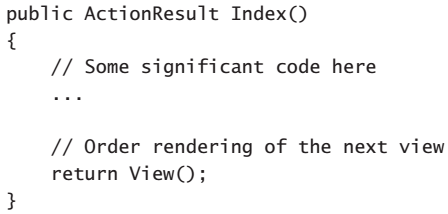 public ActionResult Index()
{
    // Some significant code here
    ...
    // Order rendering of the next view
    return View();
}